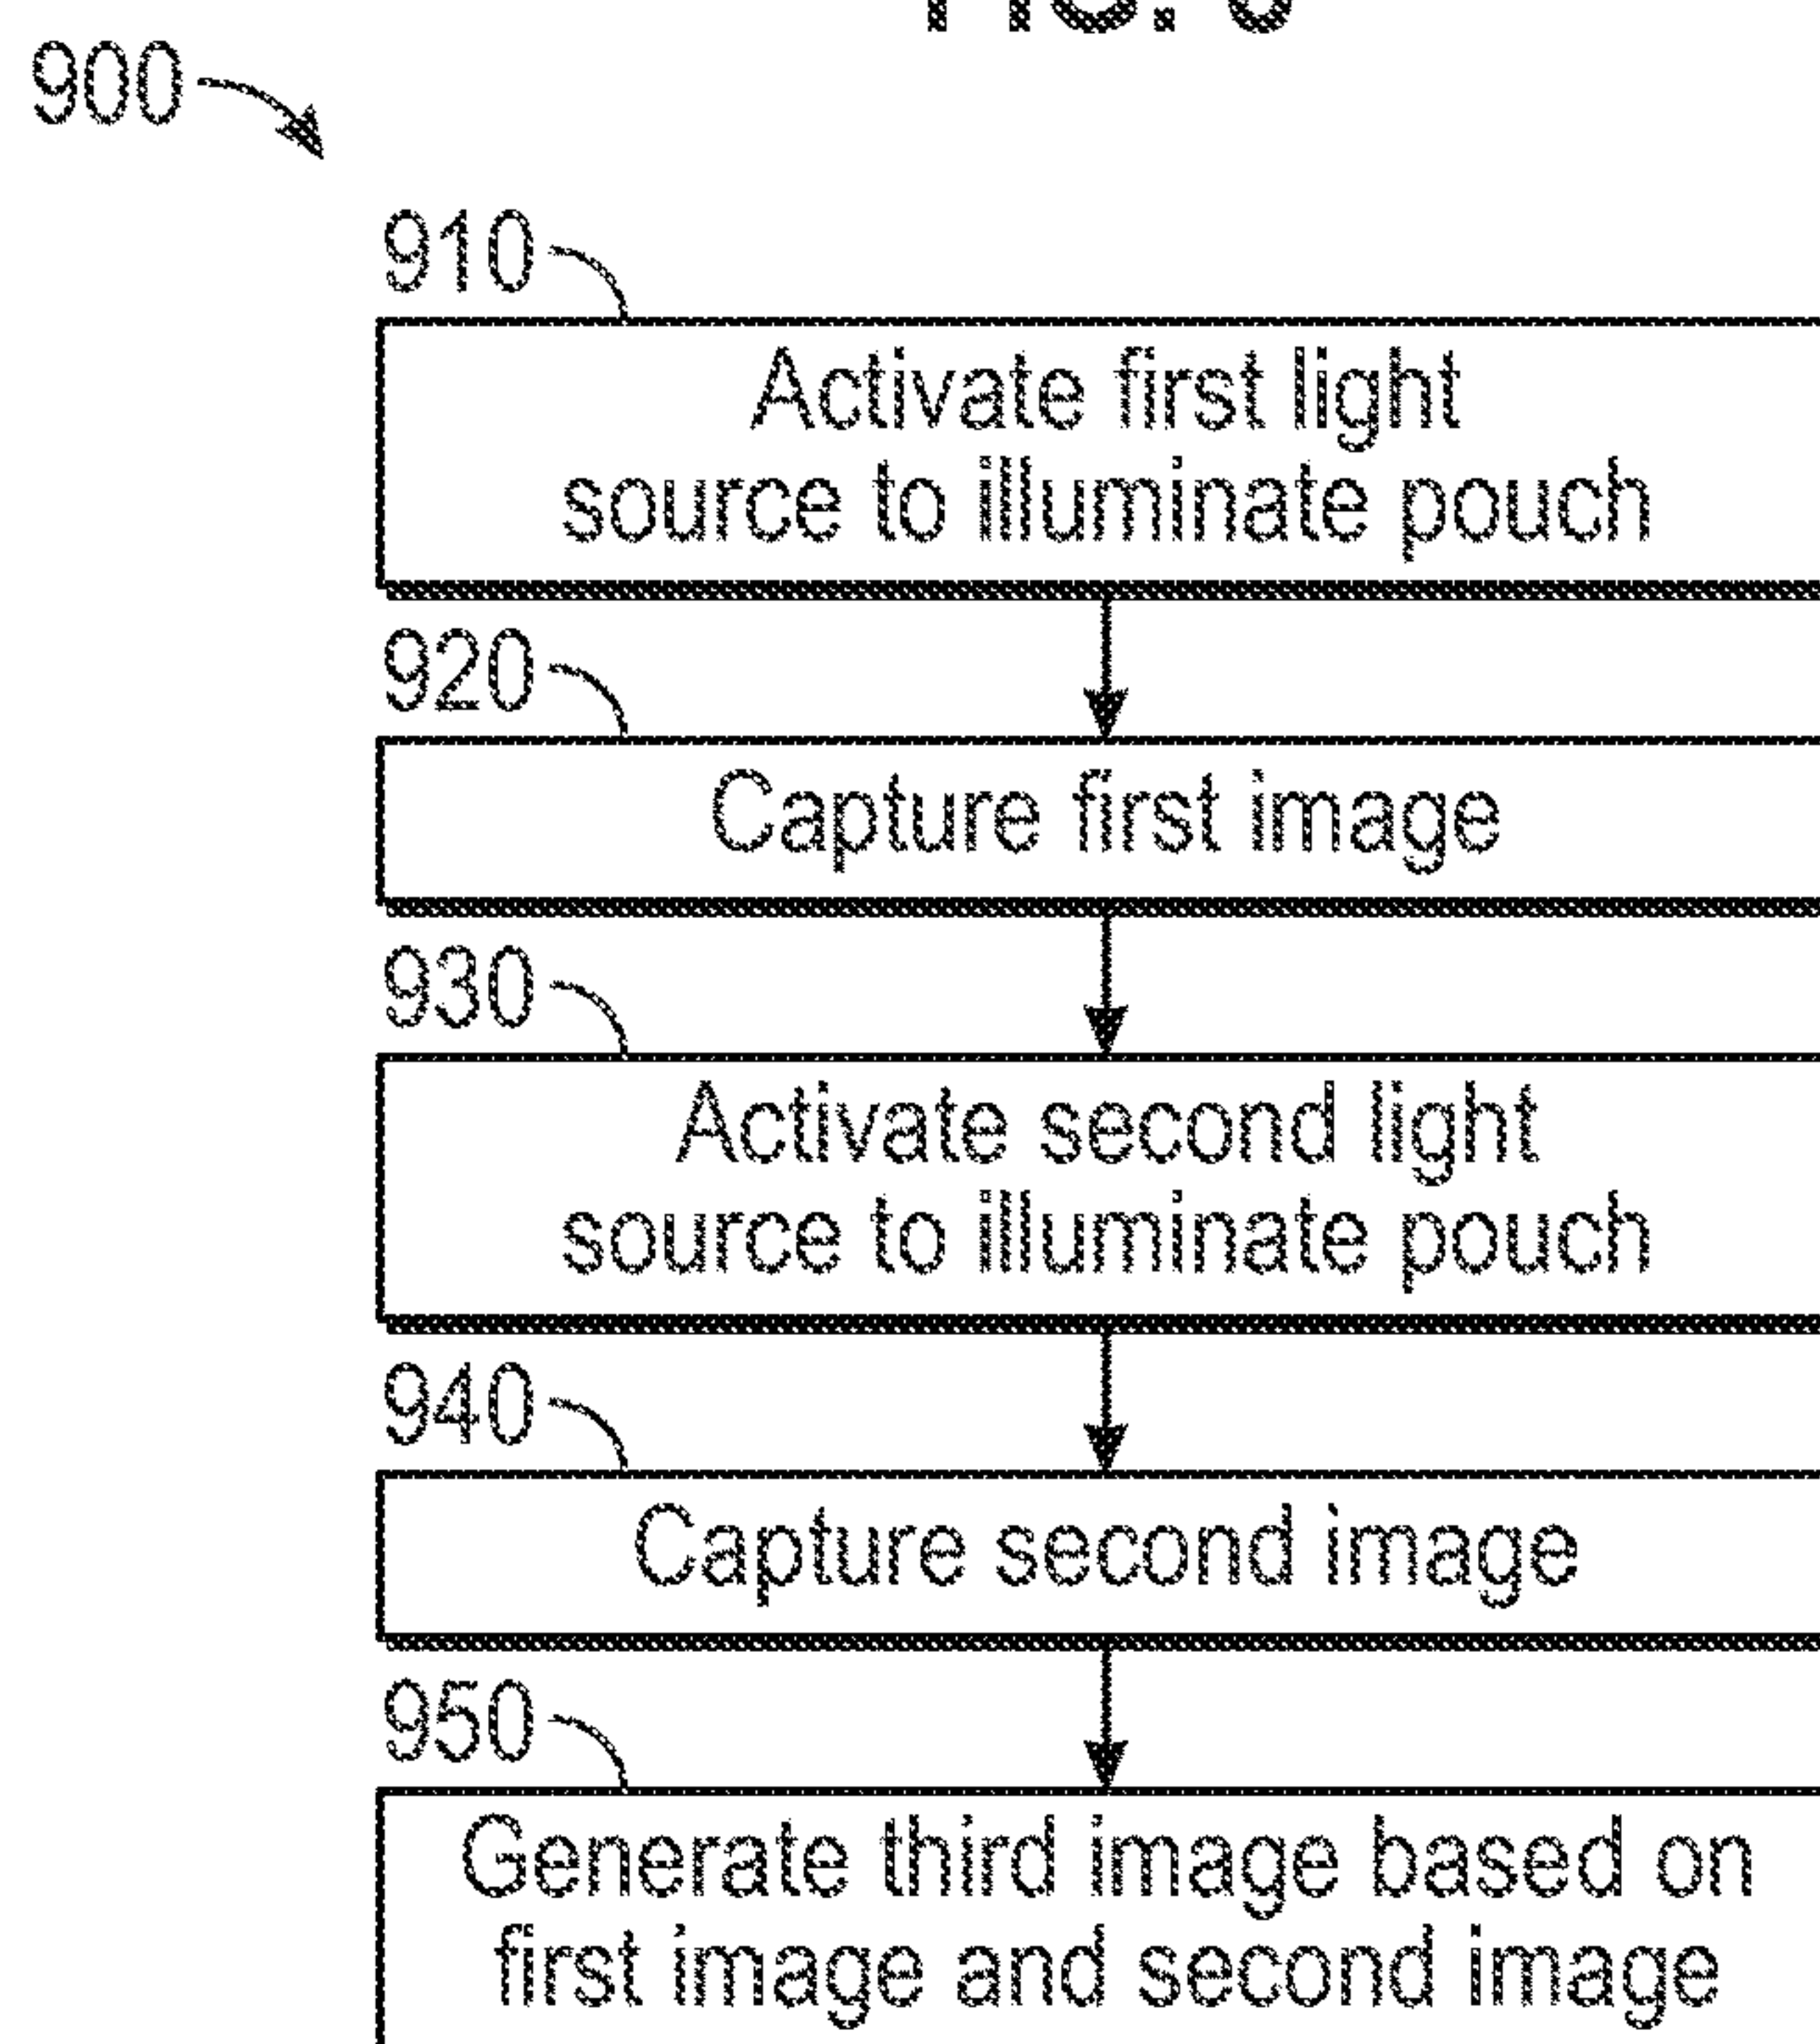 900
910
Activate first light
source to illuminate pouch
920
Capture first image
930
Activate second light
source to illuminate pouch
940
Capture second image
950
Generate third image based on
first image and second image